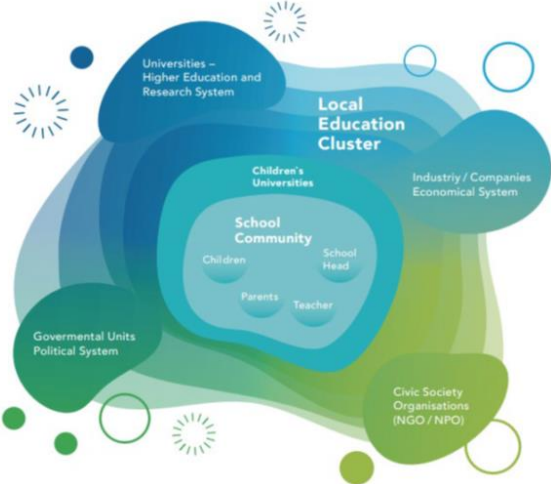 Universities –
Higher Education and
Research System
Local
Education
Cluster
Children's
Universities
Industriy / Companies
Economical System
School
Community
Children
School
Head
Parents
Teacher
Govermental Units
Political System
Civic Society
Organisations
(NGO / NPO)